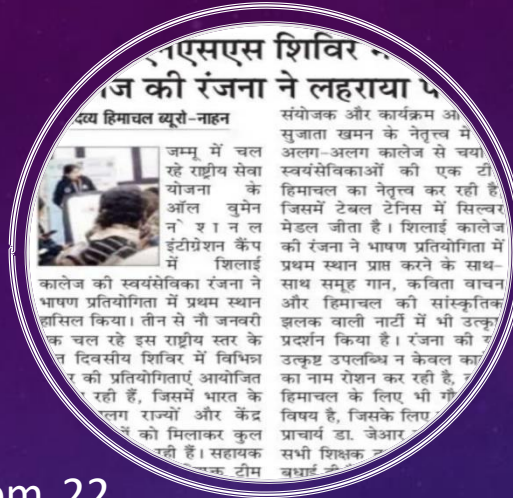 एनएसएस शिविर में
की रंजना ने लहराया
दिव्य हिमाचल ब्यूरो-नाहन
जम्मू में चल
रहे राष्ट्रीय सेवा
योजना के
ऑल वुमेन
नेशनल
इंटीग्रेशन कैंप
में शिलाई
कालेज की स्वयंसेविका रंजना ने
भाषण प्रतियोगिता में प्रथम स्थान
हासिल किया। तीन से नौ जनवरी
तक चल रहे इस राष्ट्रीय स्तर के
दिवसीय शिविर में विभिन्न
की प्रतियोगिताएं आयोजित
रही हैं, जिसमें भारत के
अलग राज्यों और केंद्र
को मिलाकर कुल
रही हैं। सहायक
टीम
संयोजक और कार्यक्रम
सुजाता खमन के नेतृत्त्व में
अलग-अलग कालेज से
स्वयंसेविकाओं की एक
हिमाचल का नेतृत्त्व कर रही है,
जिसमें टेबल टेनिस में सिल्वर
मेडल जीता है। शिलाई कालेज
की रंजना ने भाषण प्रतियोगिता में
प्रथम स्थान प्राप्त करने के साथ-
साथ समूह गान, कविता वाचन
और हिमाचल की सांस्कृतिक
झलक वाली नाटी में भी
प्रदर्शन किया है। रंजना की
उत्कृष्ट उपलब्धि न केवल
का नाम रोशन कर रही है,
हिमाचल के लिए भी
विषय है, जिसके लिए
प्राचार्य डा. जेआर
सभी शिक्षक
बधाई
22